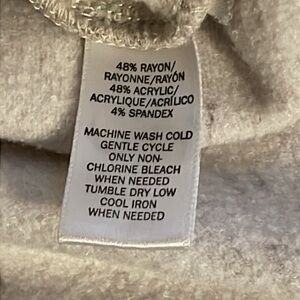 48% RAYON/
RAYONNE/RAYÓN
48% ACRYLIC/
ACRYLIQUE/ACRÍLICO
4% SPANDEX
MACHINE WASH COLD
GENTLE CYCLE
ONLY NON-
CHLORINE BLEACH
WHEN NEEDED
TUMBLE DRY LOW
COOL IRON
WHEN NEEDED